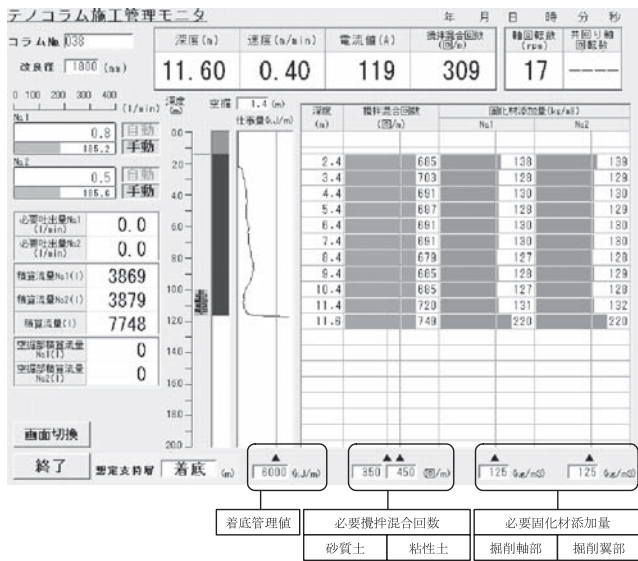 テノコラム施工管理モニタ 年 月 日 時 分 秒
コラム№ 038
改良径 1800 (mm)
深度(m) 速度(m/min) 電流値(A) 攪拌混合回数(回/m) 軸回転数(rpm) 共回り軸回転数
11.60 0.40 119 309 17 ----
0 100 200 300 400 (l/min)
№1 0.8 自動
185.2 手動
№2 0.5 自動
185.6 手動
必要吐出量№1(l/min) 0.0
必要吐出量№2(l/min) 0.0
積算流量№1(l) 3869
積算流量№2(l) 3879
積算流量(l) 7748
空掘部積算流量№1(l) 0
空掘部積算流量№2(l) 0
画面切換
終了
深度(m) 空掘 1.4 (m)
仕事量(kJ/m)
0.0
2.0
4.0
6.0
8.0
10.0
12.0
14.0
16.0
18.0
20.0
深度(m) 攪拌混合回数(回/m) 固化材添加量(kg/m3)
№1 №2
2.4 685 138 139
3.4 703 128 129
4.4 691 130 130
5.4 687 128 129
6.4 691 130 130
7.4 691 130 130
8.4 679 127 128
9.4 685 128 129
10.4 685 127 128
11.4 720 131 132
11.6 749 220 220
想定支持層 着底 (m) ▲ 6000 (kJ/m) ▲▲ 350 450 (回/m) ▲ 125 (kg/m3) ▲ 125 (kg/m3)
着底管理値 必要攪拌混合回数 必要固化材添加量
砂質土 粘性土 掘削軸部 掘削翼部